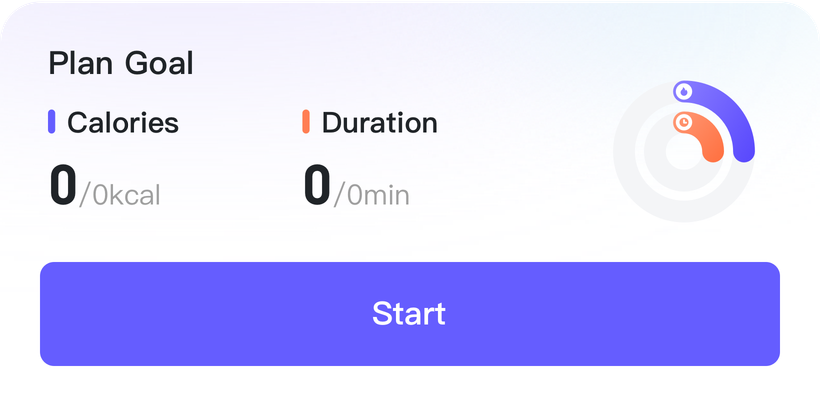 Plan Goal
Calories
Duration
0/0kcal
0/0min
Start